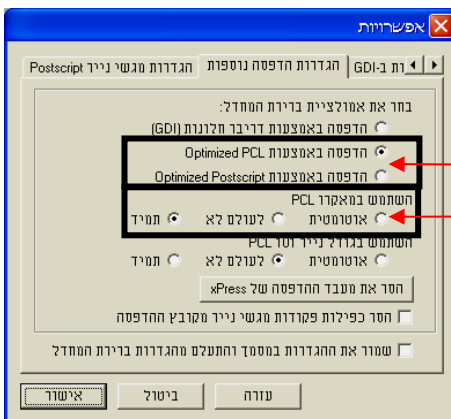 אפשרויות
ות ב-GDI הגדרות הדפסה נוספות הגדרות מגשי נייר Postscript
בחר את אמולציית ברירת המחדל:
הדפסה באמצעות דריבר חלונות (GDI)
הדפסה באמצעות Optimized PCL
הדפסה באמצעות Optimized Postscript
השתמש במאקרו PCL
אוטומטית לעולם לא תמיד
השתמש בגודל נייר PCL 101
אוטומטית לעולם לא תמיד
הסר את מעבד ההדפסה של xPress
הסר כפילות פקודות מגשי נייר מקובץ ההדפסה
שמור את ההגדרות במסמך והתעלם מהגדרות ברירת המחדל
עזרה ביטול אישור